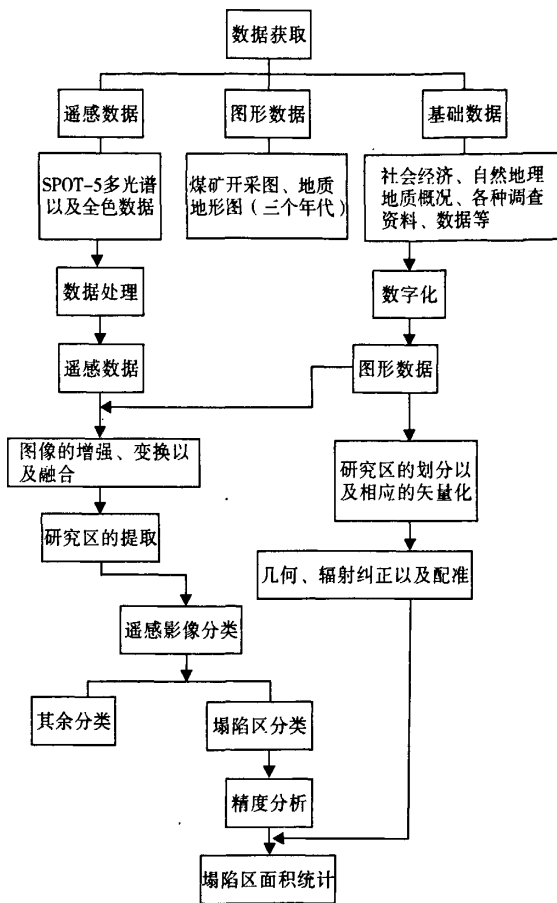 数据获取
遥感数据
图形数据
基础数据
SPOT-5多光谱
以及全色数据
煤矿开采图、地质
地形图（三个年代）
社会经济、自然地理
地质概况、各种调查
资料、数据等
数据处理
数字化
遥感数据
图形数据
图像的增强、变换以
及融合
研究区的划分以
及相应的矢量化
研究区的提取
几何、辐射纠正以及配准
遥感影像分类
其余分类
塌陷区分类
精度分析
塌陷区面积统计